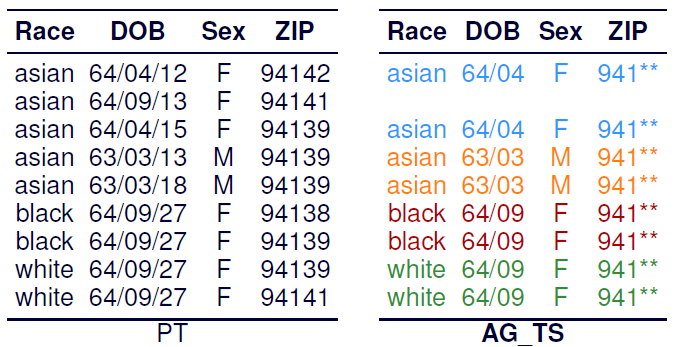 Race DOB Sex ZIP Race DOB Sex ZIP
asian 64/04/12 F 94142 asian 64/04 F 941**
asian 64/09/13 F 94141
asian 64/04/15 F 94139 asian 64/04 F 941**
asian 63/03/13 M 94139 asian 63/03 M 941**
asian 63/03/18 M 94139 asian 63/03 M 941**
black 64/09/27 F 94138 black 64/09 F 941**
black 64/09/27 F 94139 black 64/09 F 941**
white 64/09/27 F 94139 white 64/09 F 941**
white 64/09/27 F 94141 white 64/09 F 941**
PT AG_TS